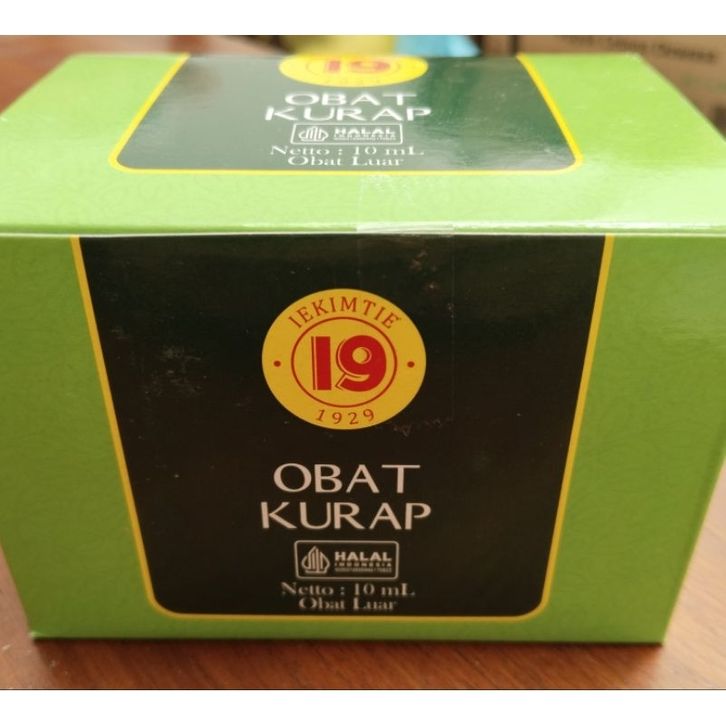 19
OBAT
KURAP
HALAL
INDONESIA
Netto : 10 mL
Obat Luar
IEKIMTIE
19
1929
OBAT
KURAP
HALAL
INDONESIA
Netto : 10 mL
Obat Luar